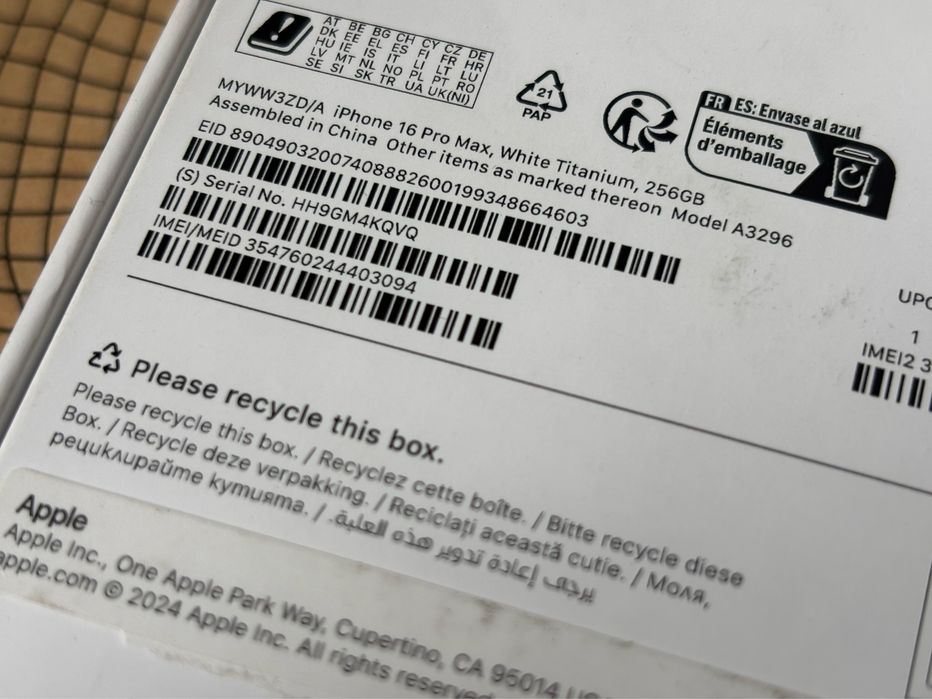 AT BE BG CH CY CZ DE
DK EE EL ES FI FR HR
HU IE IS IT LI LT LU
LV MT NL NO PL PT RO
SE SI SK TR UA UK(NI)
21
PAP
FR
Éléments
d'emballage
ES: Envase al azul
MYWW3ZD/A iPhone 16 Pro Max, White Titanium, 256GB
Assembled in China Other items as marked thereon Model A3296
EID 89049032007408882600199348664603
(S) Serial No. HH9GM4KQVQ
IMEI/MEID 354760244403094
UPC
1
IMEI2 3
Please recycle this box.
Please recycle this box. / Recyclez cette boîte. / Bitte recycle diese
Box. / Recycle deze verpakking. / Reciclați această cutie. / Моля,
рециклирайте кутията. / يرجى إعادة تدوير هذه العلبة.
Apple
Apple Inc., One Apple Park Way, Cupertino, CA 95014
apple.com © 2024 Apple Inc. All rights reserved